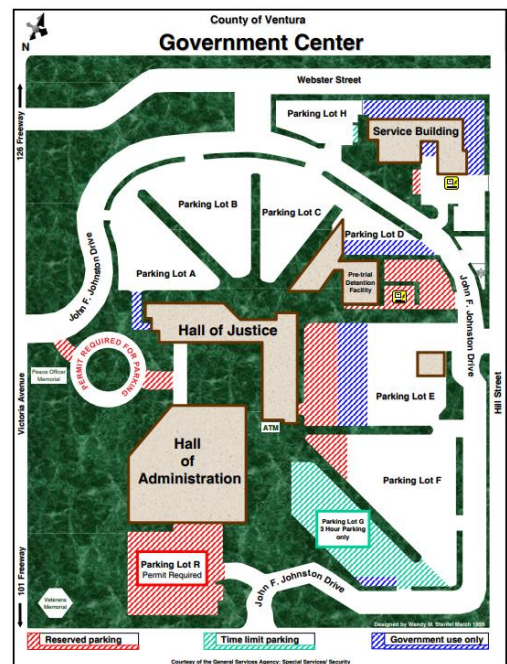 County of Ventura
Government Center
N
Webster Street
126 Freeway
Parking Lot H
Service Building
Parking Lot B
Parking Lot C
Parking Lot D
John F. Johnston Drive
Parking Lot A
Pre-trial
Detention
Facility
John F. Johnston Drive
Hall of Justice
PERMIT REQUIRED FOR PARKING
Peace Officer
Memorial
Victoria Avenue
Hill Street
Parking Lot E
ATM
Hall
of
Administration
Parking Lot F
Parking Lot G
3 Hour Parking
only
Parking Lot R
Permit Required
John F. Johnston Drive
101 Freeway
Veterans
Memorial
Designed by Wendy M. Stanfel March 1999
Reserved parking
Time limit parking
Government use only
Courtesy of the General Services Agency: Special Services/ Security